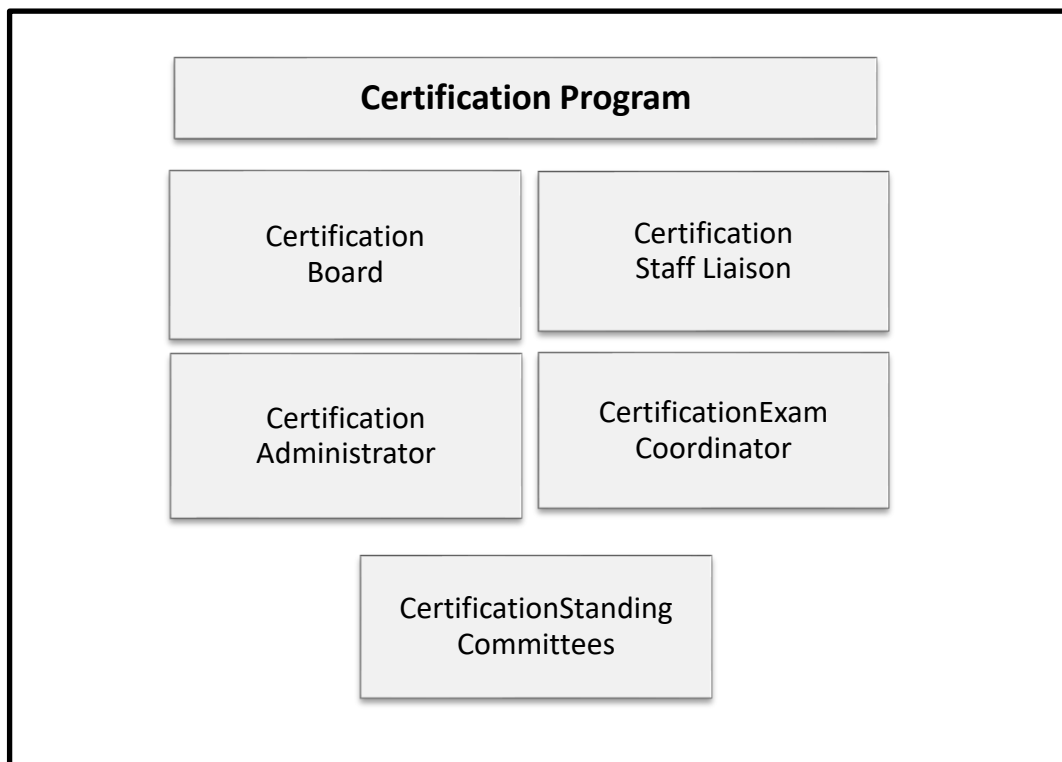 Certification Program
Certification
Board
Certification
Staff Liaison
Certification
Administrator
CertificationExam
Coordinator
CertificationStanding
Committees